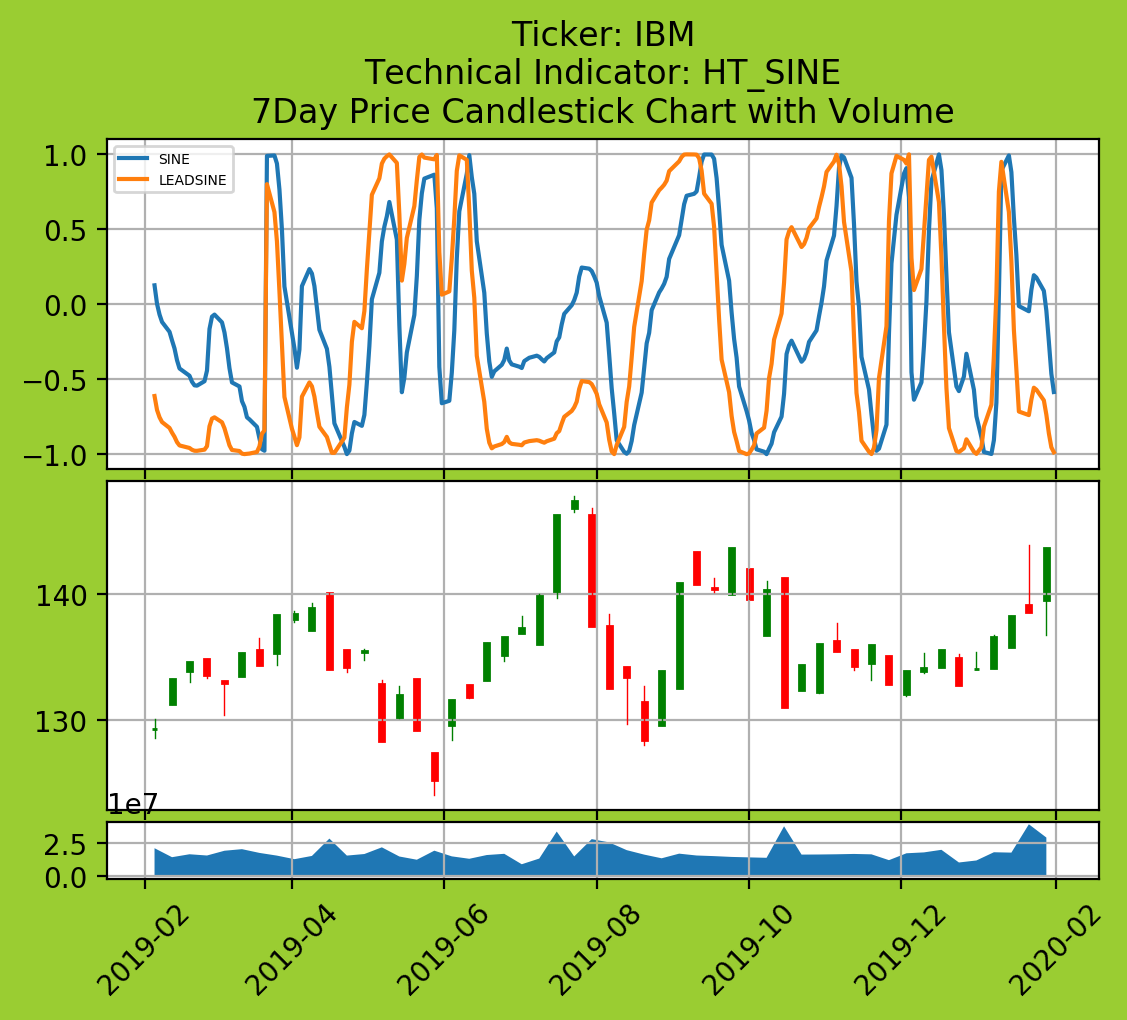 Ticker: IBM
Technical Indicator: HT_SINE
7Day Price Candlestick Chart with Volume
SINE
LEADSINE
1.0
0.5
0.0
−0.5
−1.0
140
130
1e7
2.5
0.0
2019-02
2019-04
2019-06
2019-08
2019-10
2019-12
2020-02